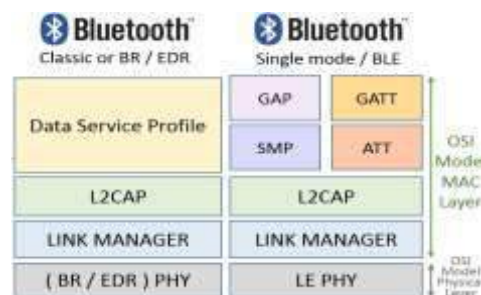 Bluetooth
Classic or BR / EDR
Data Service Profile
L2CAP
LINK MANAGER
( BR / EDR ) PHY
Bluetooth
Single mode / BLE
GAP
GATT
SMP
ATT
L2CAP
LINK MANAGER
LE PHY
OSI
Model
MAC
Layer
OSI
Model
Physical
Layer